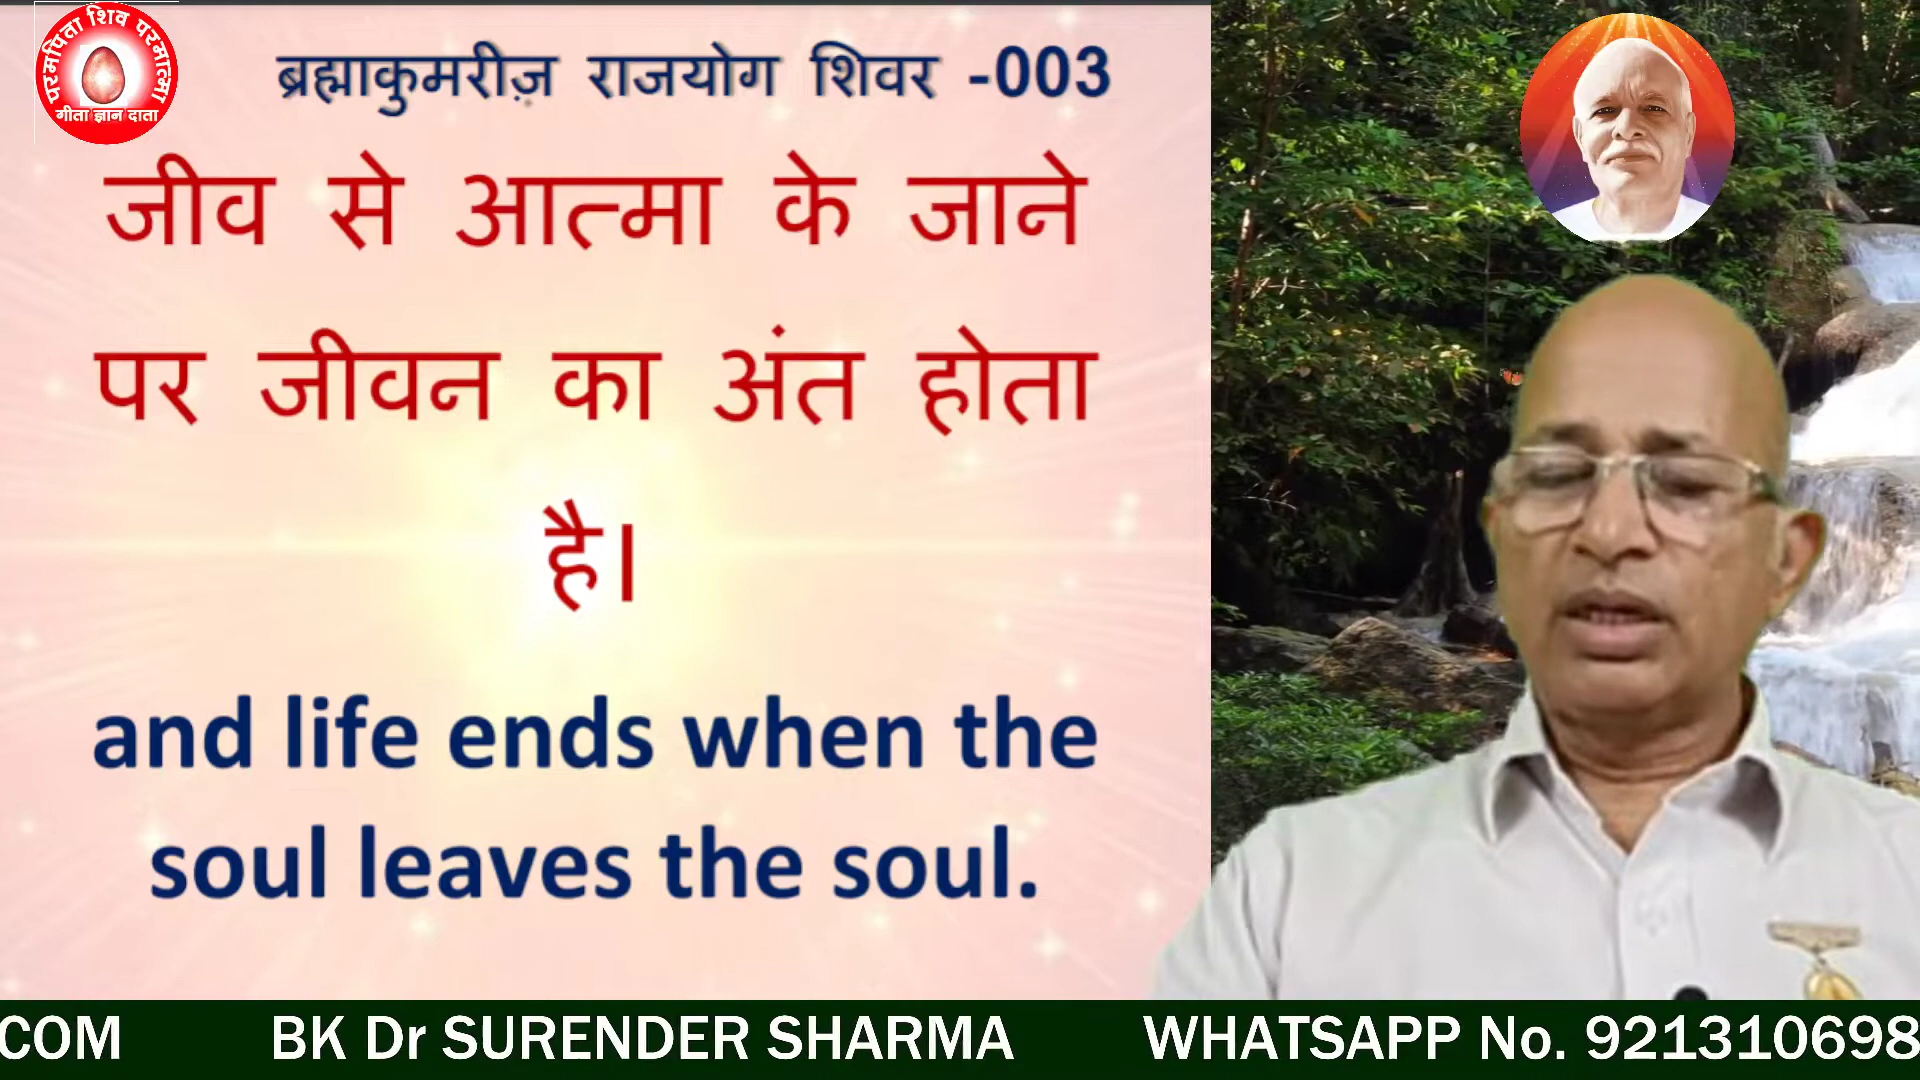 परमपिता शिव परमात्मा
गीता ज्ञान दाता
ब्रह्माकुमरीज़ राजयोग शिवर -003
जीव से आत्मा के जाने
पर जीवन का अंत होता
है।
and life ends when the
soul leaves the soul.
COM BK Dr SURENDER SHARMA WHATSAPP No. 921310698